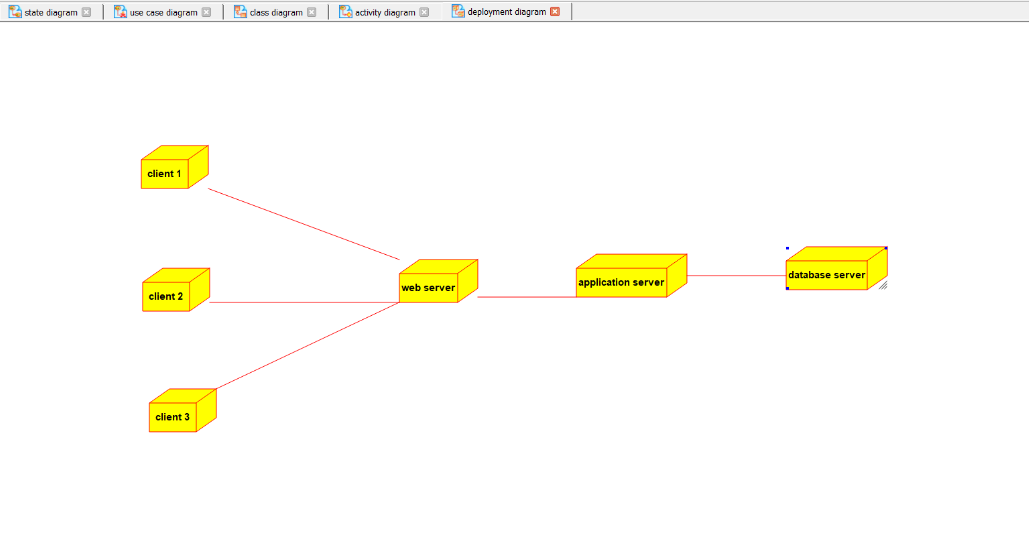 state diagram
use case diagram
class diagram
activity diagram
deployment diagram
client 1
client 2
web server
application server
database server
client 3